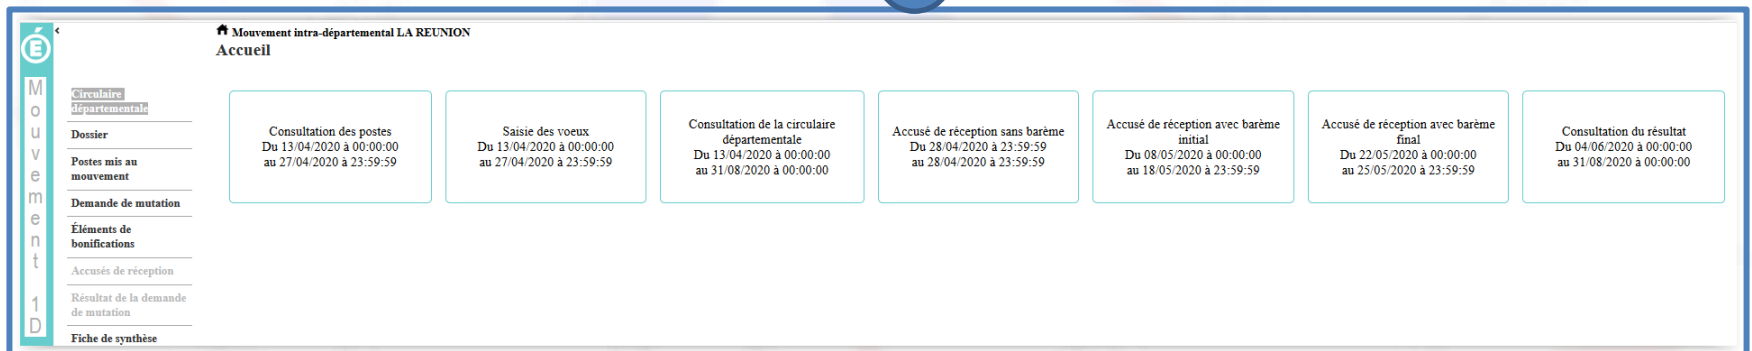 É
Mouvement 1D
‹
Mouvement intra-départemental LA REUNION
Accueil
Circulaire
départementale
Dossier
Postes mis au
mouvement
Demande de mutation
Éléments de
bonifications
Accusés de réception
Résultat de la demande
de mutation
Fiche de synthèse
Consultation des postes
Du 13/04/2020 à 00:00:00
au 27/04/2020 à 23:59:59
Saisie des voeux
Du 13/04/2020 à 00:00:00
au 27/04/2020 à 23:59:59
Consultation de la circulaire
départementale
Du 13/04/2020 à 00:00:00
au 31/08/2020 à 00:00:00
Accusé de réception sans barème
Du 28/04/2020 à 23:59:59
au 28/04/2020 à 23:59:59
Accusé de réception avec barème
initial
Du 08/05/2020 à 00:00:00
au 18/05/2020 à 23:59:59
Accusé de réception avec barème
final
Du 22/05/2020 à 00:00:00
au 25/05/2020 à 23:59:59
Consultation du résultat
Du 04/06/2020 à 00:00:00
au 31/08/2020 à 00:00:00